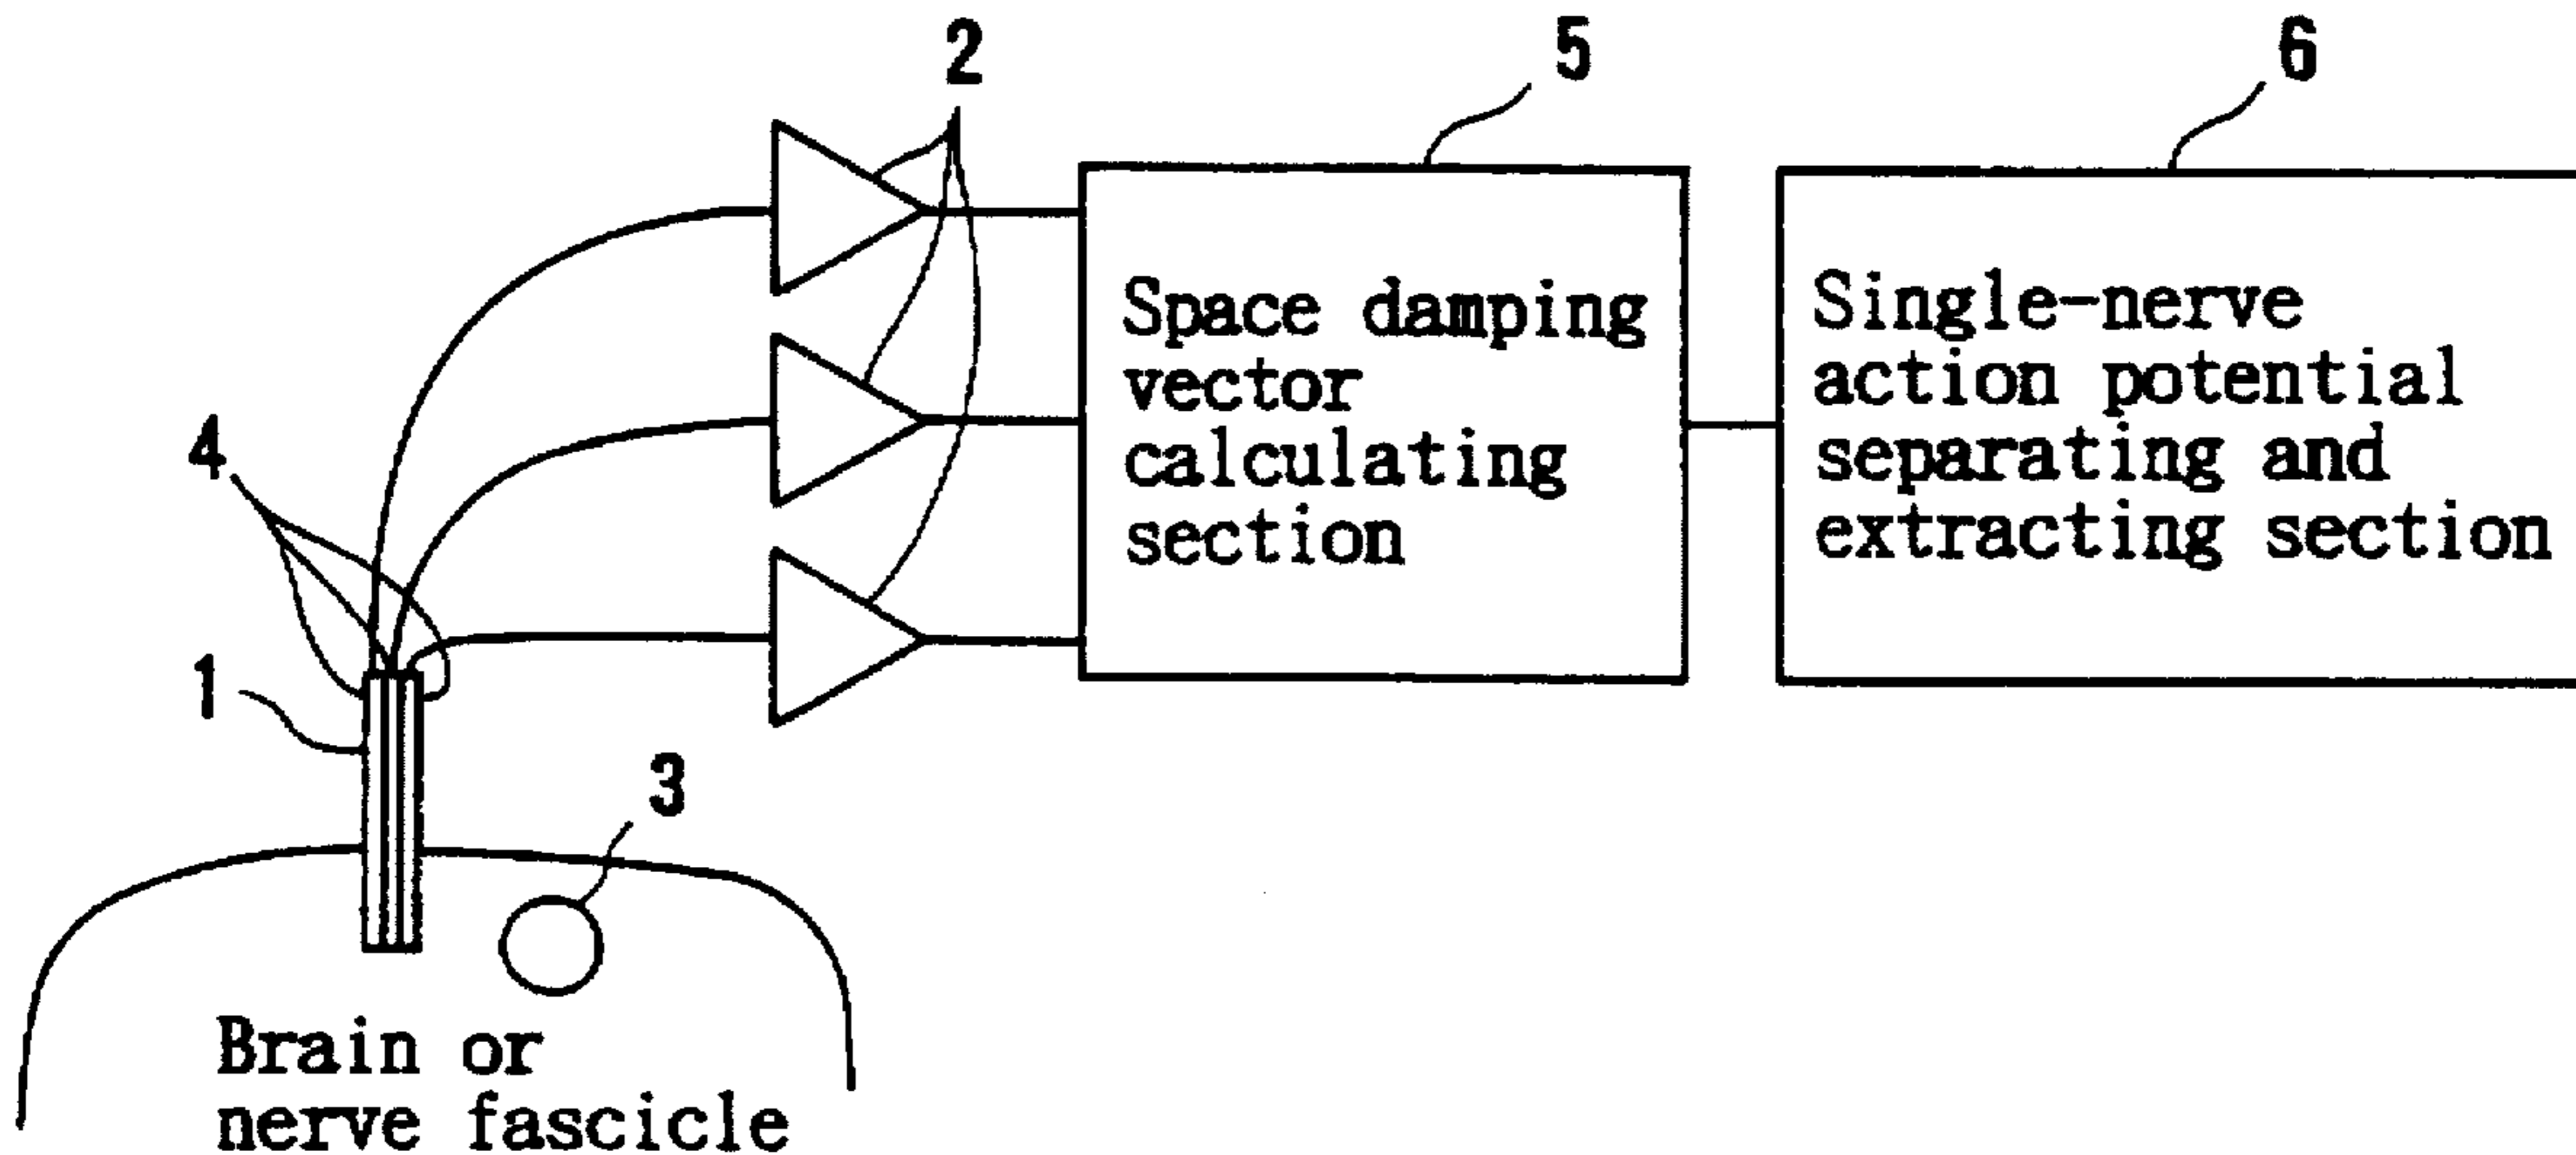 2
5
6
Space damping
vector
calculating
section
Single-nerve
action potential
separating and
extracting section
4
1
3
Brain or
nerve fascicle